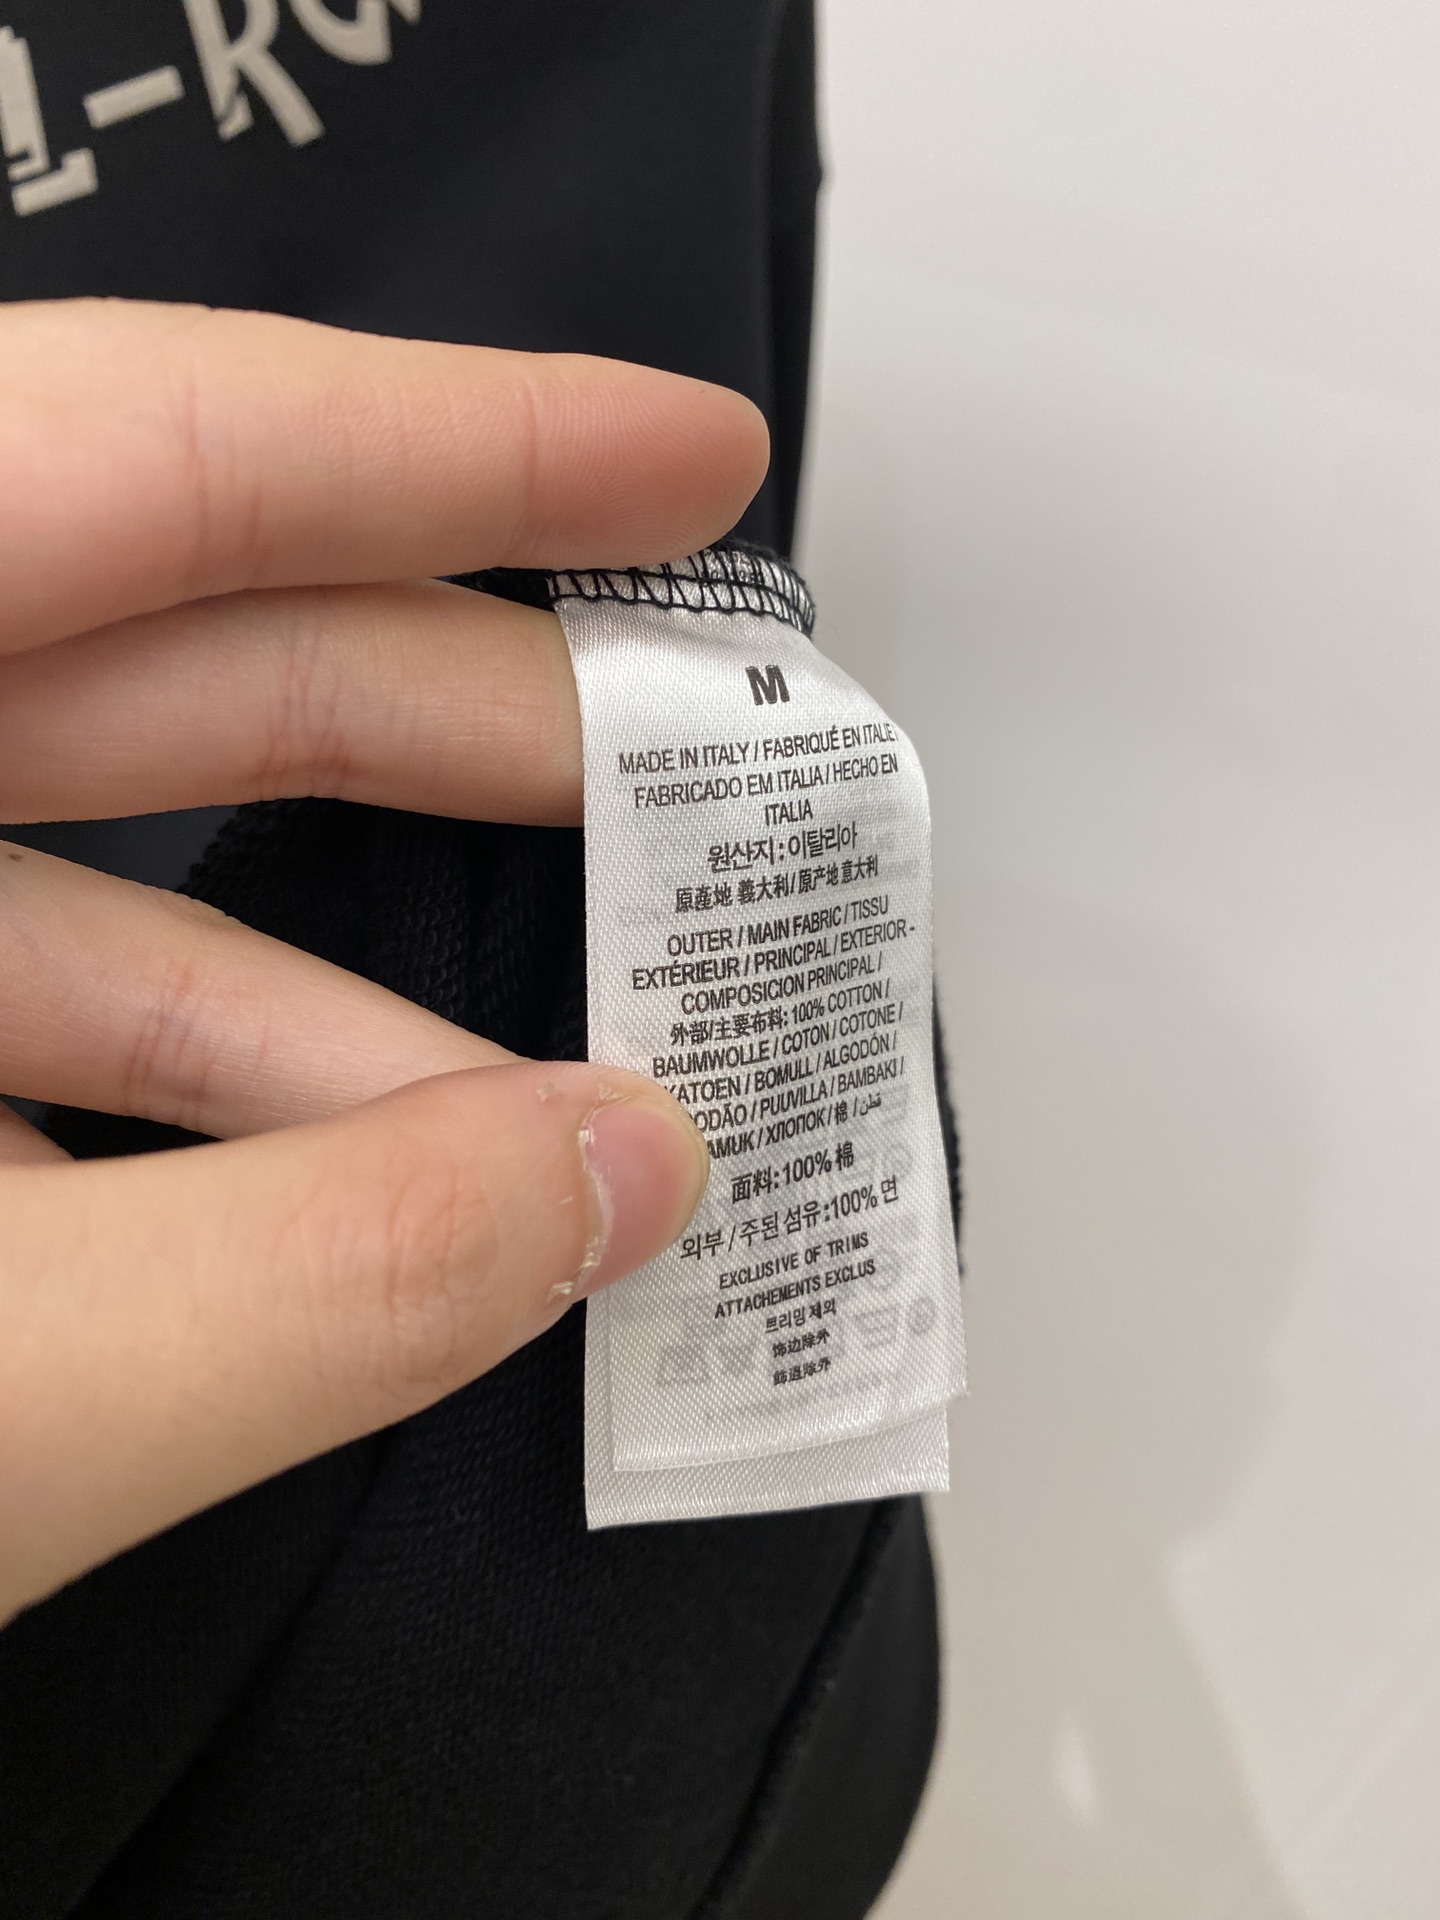 -R
M
MADE IN ITALY / FABRIQUÉ EN ITALIE /
FABRICADO EM ITALIA / HECHO EN
ITALIA
원산지:이탈리아
原產地 義大利/原产地 意大利
OUTER / MAIN FABRIC / TISSU
EXTÉRIEUR / PRINCIPAL / EXTERIOR -
COMPOSICION PRINCIPAL /
外部/主要布料: 100% COTTON /
BAUMWOLLE / COTON / COTONE /
KATOEN / BOMULL / ALGODÓN /
ODÃO / PUUVILLA / BAMBAKI /
AMUK / ХЛОПОК / 棉 / قطن
面料:100% 棉
외부 / 주된 섬유:100% 면
EXCLUSIVE OF TRIMS
ATTACHEMENTS EXCLUS
트리밍 제외
饰边除外
飾邊除外